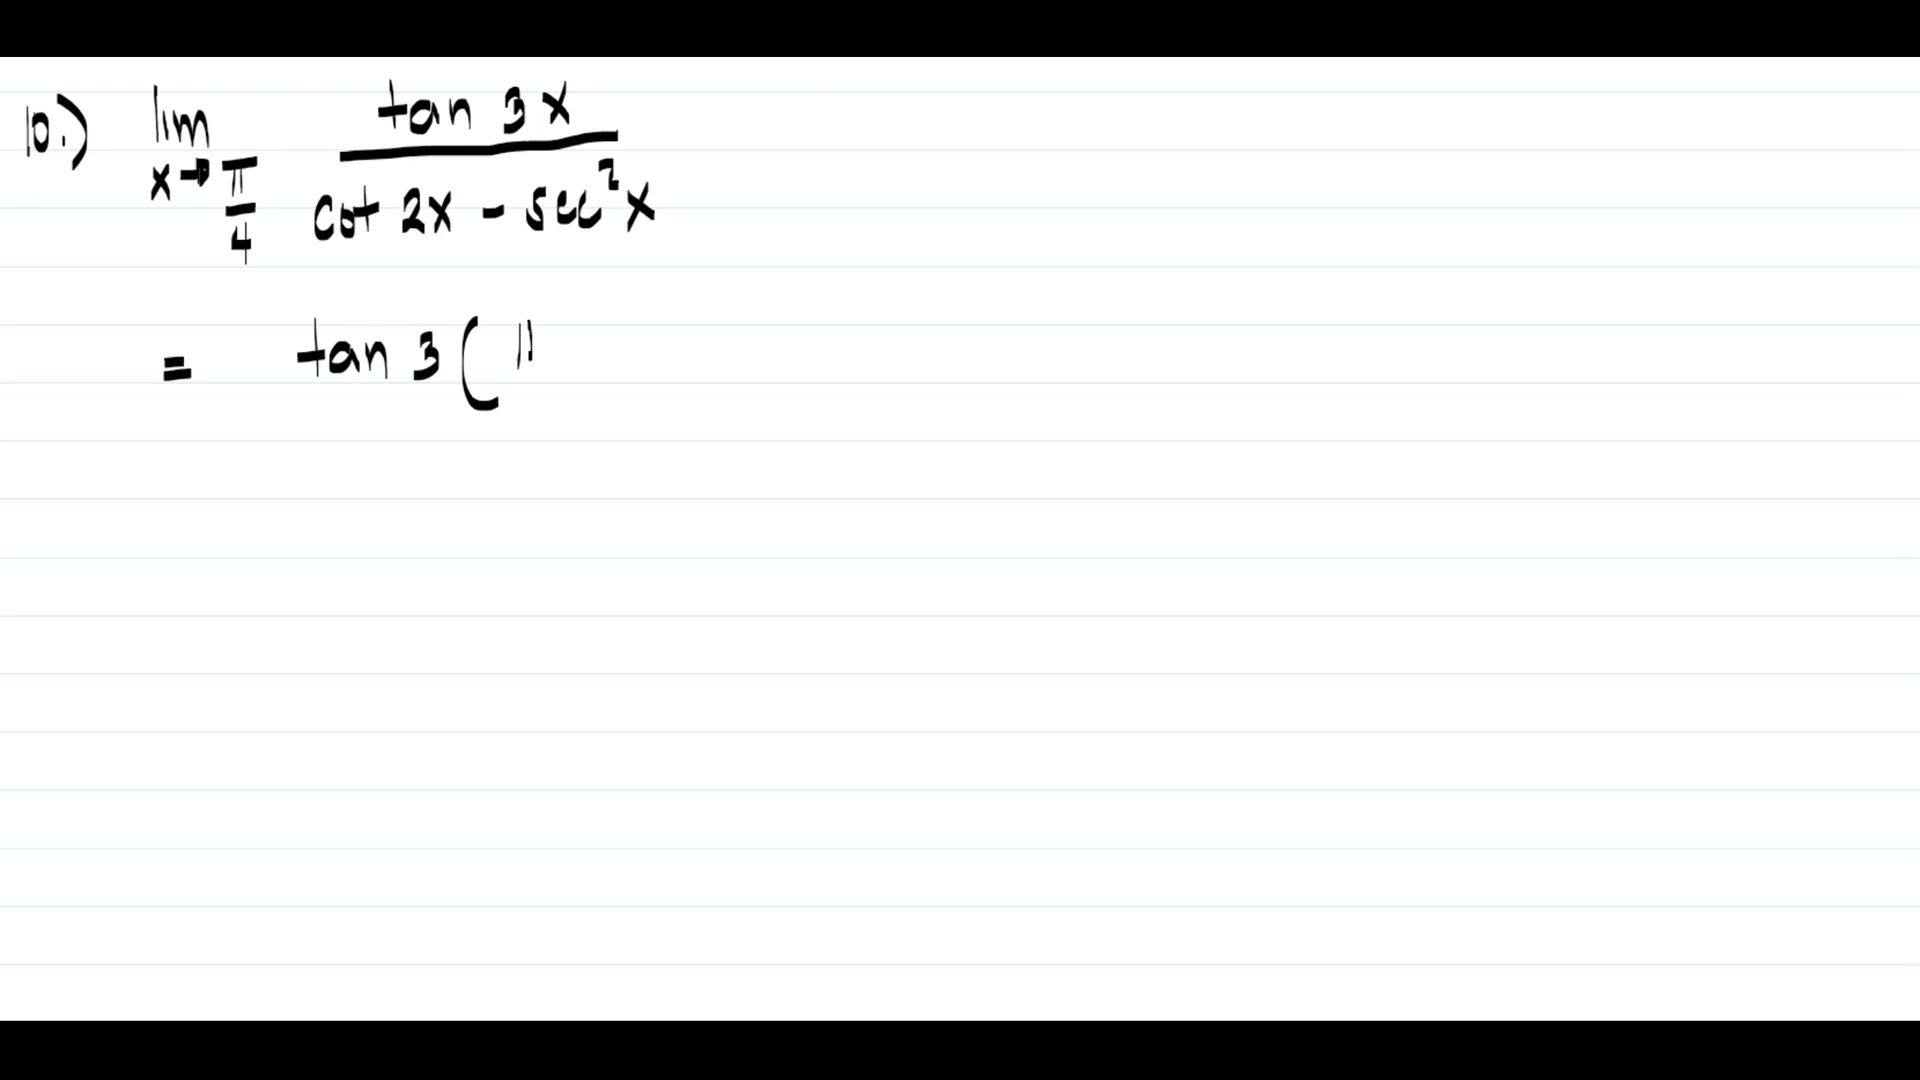 10.) lim x→π/4 tan 3x / cot 2x - sec²x
= tan 3 (